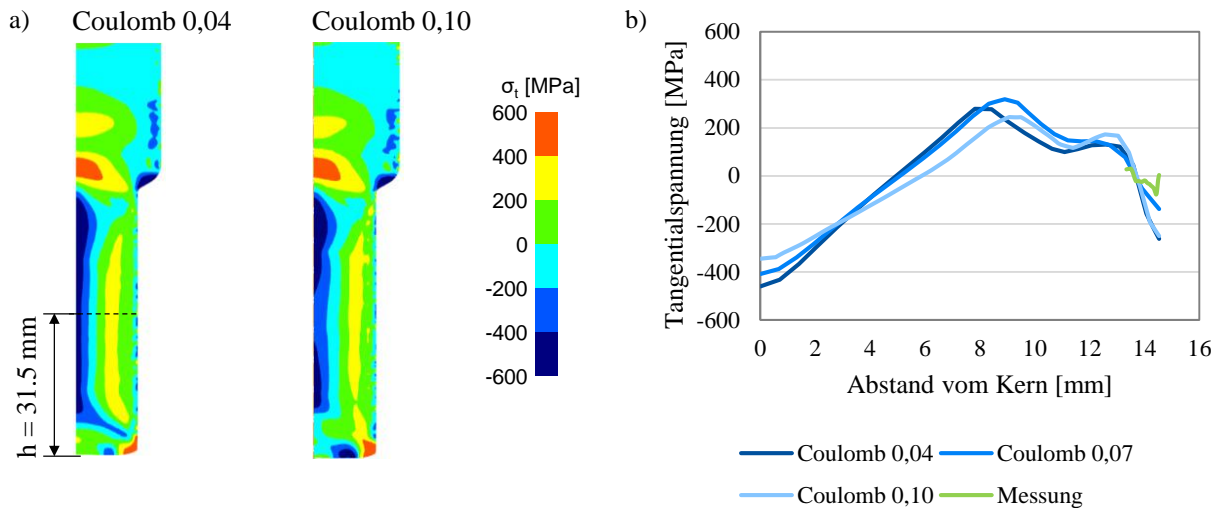 a)
Coulomb 0,04
Coulomb 0,10
σt [MPa]
600
400
200
0
-200
-400
-600
h = 31.5 mm
b)
Tangentialspannung [MPa]
600
400
200
0
-200
-400
-600
0 2 4 6 8 10 12 14 16
Abstand vom Kern [mm]
Coulomb 0,04
Coulomb 0,07
Coulomb 0,10
Messung